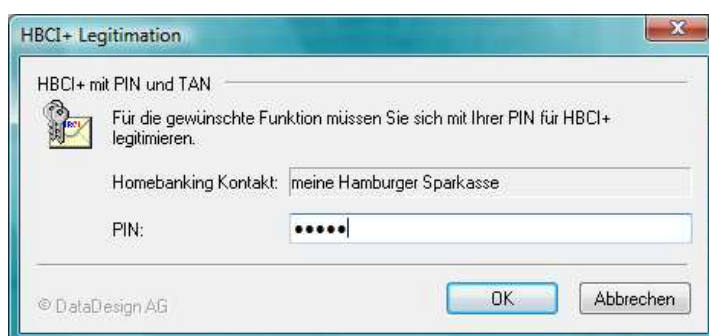 HBCI+ Legitimation
HBCI+ mit PIN und TAN
Für die gewünschte Funktion müssen Sie sich mit Ihrer PIN für HBCI+
legitimieren.
Homebanking Kontakt: meine Hamburger Sparkasse
PIN: •••••
© DataDesign AG
OK Abbrechen